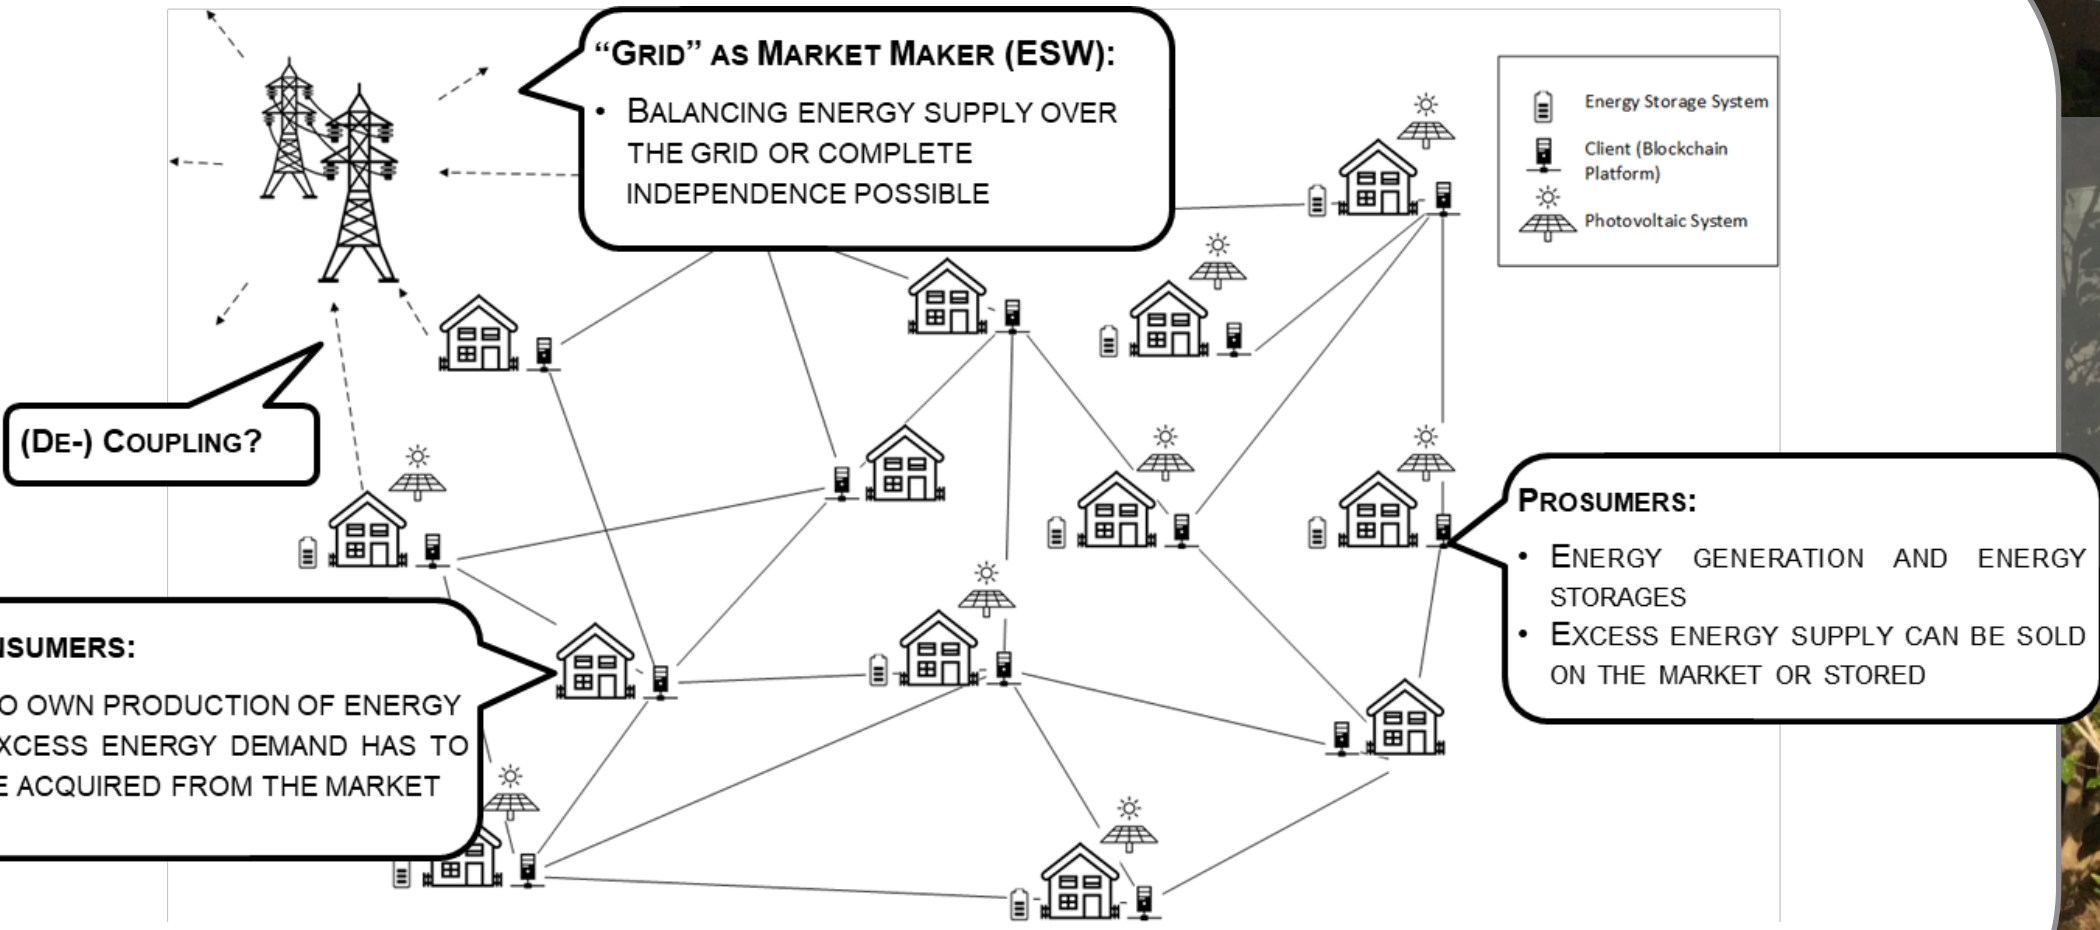 “GRID” AS MARKET MAKER (ESW):
• BALANCING ENERGY SUPPLY OVER
THE GRID OR COMPLETE
INDEPENDENCE POSSIBLE
Energy Storage System
Client (Blockchain
Platform)
Photovoltaic System
(DE-) COUPLING?
PROSUMERS:
• ENERGY GENERATION AND ENERGY
STORAGES
• EXCESS ENERGY SUPPLY CAN BE SOLD
ON THE MARKET OR STORED
NSUMERS:
O OWN PRODUCTION OF ENERGY
XCESS ENERGY DEMAND HAS TO
E ACQUIRED FROM THE MARKET